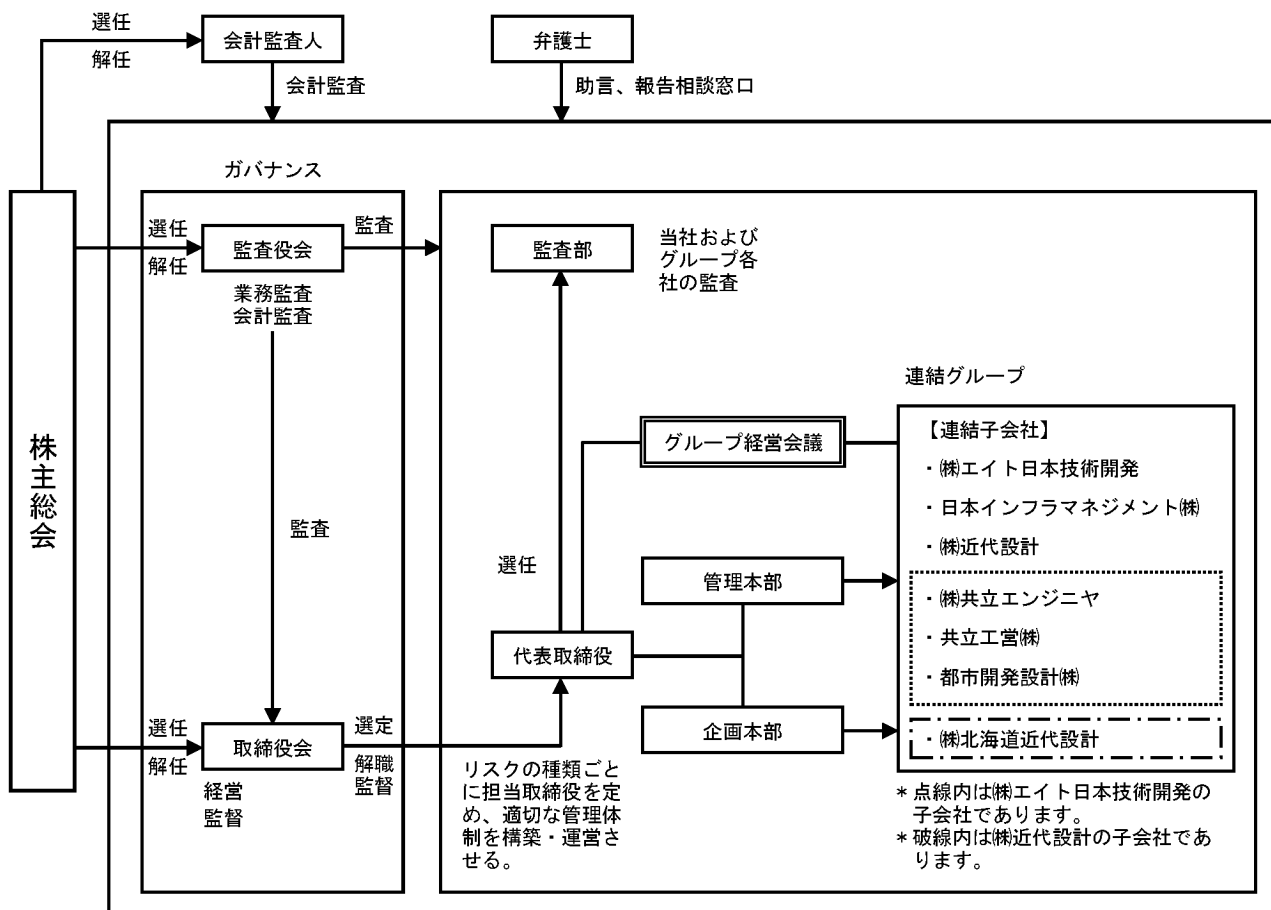 選任
解任
会計監査人
会計監査
弁護士
助言、報告相談窓口
ガバナンス
株主総会
選任
解任
監査役会
業務監査
会計監査
監査
監査
選任
解任
取締役会
経営
監督
選定
解職
監督
監査部
当社および
グループ各
社の監査
選任
代表取締役
リスクの種類ごと
に担当取締役を定
め、適切な管理体
制を構築・運営さ
せる。
グループ経営会議
管理本部
企画本部
連結グループ
【連結子会社】
・㈱エイト日本技術開発
・日本インフラマネジメント㈱
・㈱近代設計
・㈱共立エンジニヤ
・共立工営㈱
・都市開発設計㈱
・㈱北海道近代設計
＊点線内は㈱エイト日本技術開発の
子会社であります。
＊破線内は㈱近代設計の子会社であ
ります。